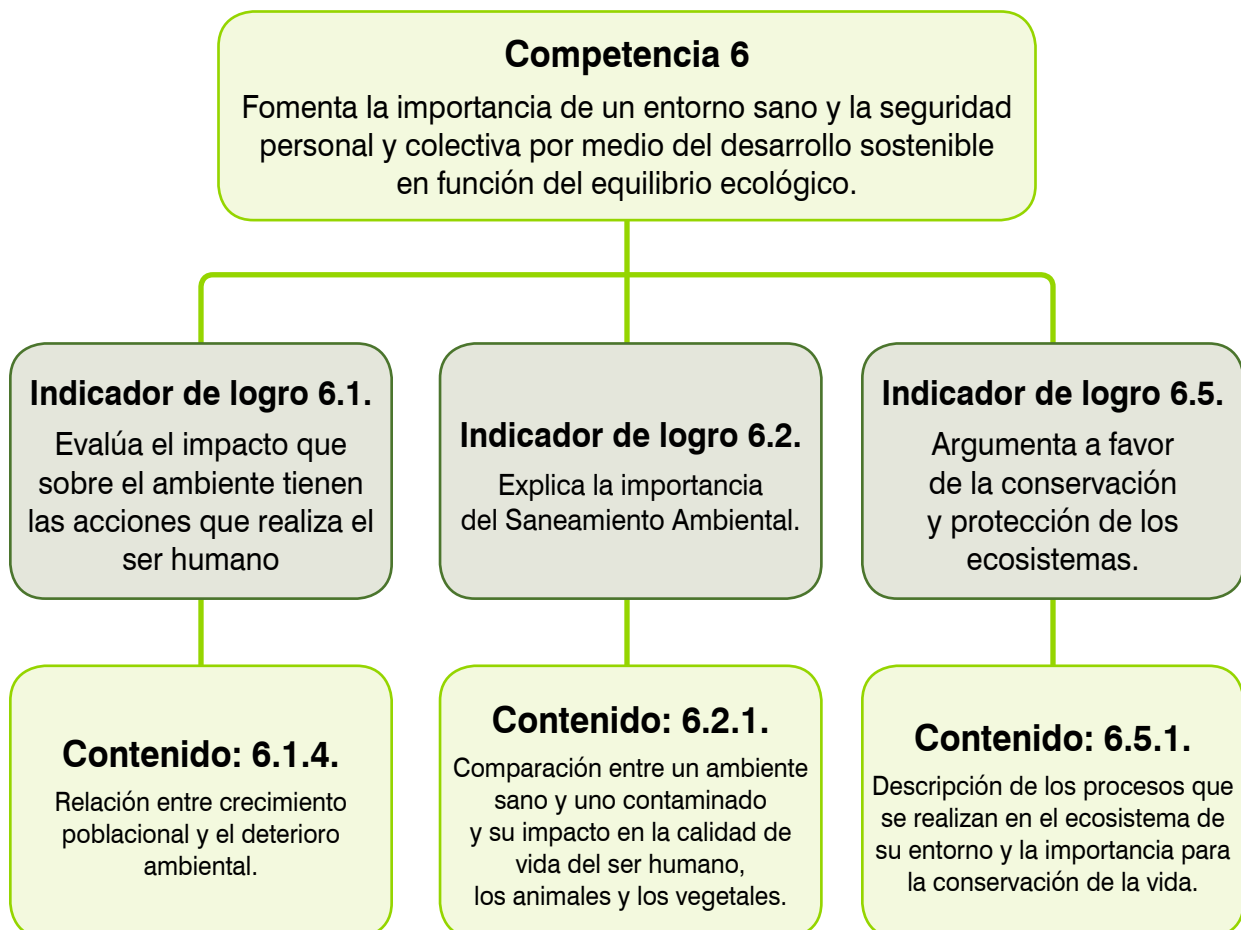 Competencia 6
Fomenta la importancia de un entorno sano y la seguridad
personal y colectiva por medio del desarrollo sostenible
en función del equilibrio ecológico.
Indicador de logro 6.1.
Evalúa el impacto que
sobre el ambiente tienen
las acciones que realiza el
ser humano
Indicador de logro 6.2.
Explica la importancia
del Saneamiento Ambiental.
Indicador de logro 6.5.
Argumenta a favor
de la conservación
y protección de los
ecosistemas.
Contenido: 6.1.4.
Relación entre crecimiento
poblacional y el deterioro
ambiental.
Contenido: 6.2.1.
Comparación entre un ambiente
sano y uno contaminado
y su impacto en la calidad de
vida del ser humano,
los animales y los vegetales.
Contenido: 6.5.1.
Descripción de los procesos que
se realizan en el ecosistema de
su entorno y la importancia para
la conservación de la vida.